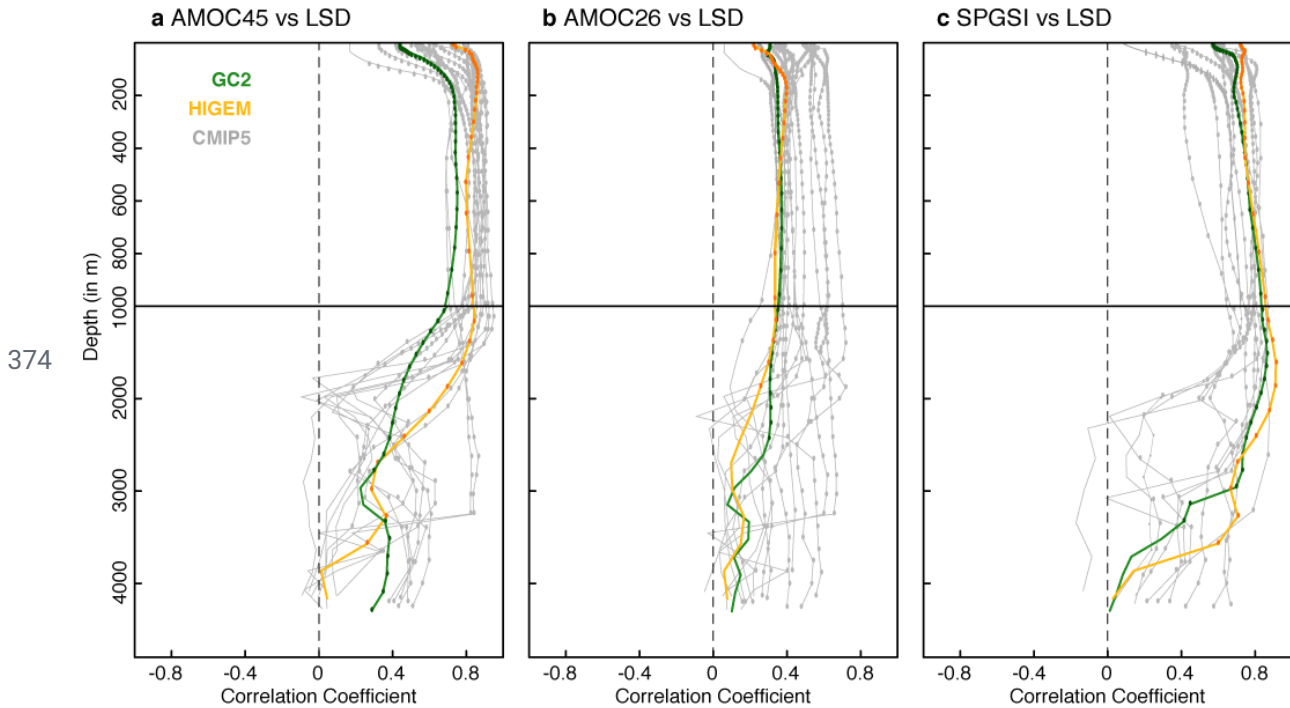 a AMOC45 vs LSD
b AMOC26 vs LSD
c SPGSI vs LSD
GC2
HIGEM
CMIP5
374
Depth (in m)
200
400
600
800
1000
2000
3000
4000
-0.8 -0.4 0 0.4 0.8
-0.8 -0.4 0 0.4 0.8
-0.8 -0.4 0 0.4 0.8
Correlation Coefficient
Correlation Coefficient
Correlation Coefficient